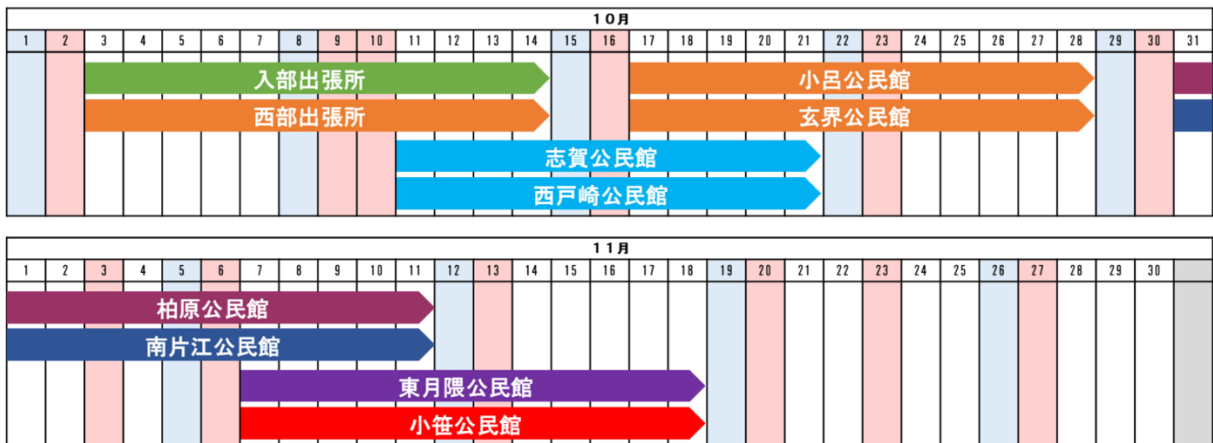 10月
1 2 3 4 5 6 7 8 9 10 11 12 13 14 15 16 17 18 19 20 21 22 23 24 25 26 27 28 29 30 31
入部出張所 小呂公民館
西部出張所 玄界公民館
志賀公民館
西戸崎公民館
11月
1 2 3 4 5 6 7 8 9 10 11 12 13 14 15 16 17 18 19 20 21 22 23 24 25 26 27 28 29 30
柏原公民館
南片江公民館
東月隈公民館
小笹公民館